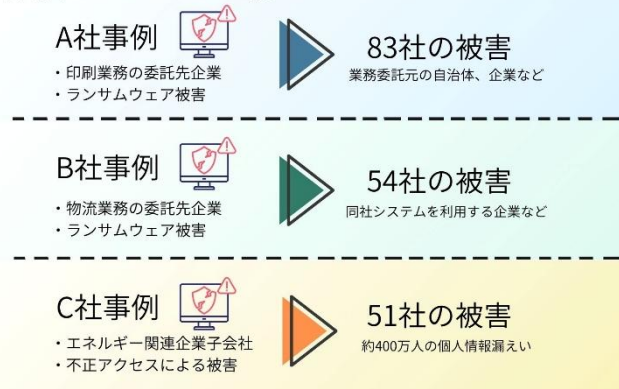 A社事例
・印刷業務の委託先企業
・ランサムウェア被害
83社の被害
業務委託元の自治体、企業など
B社事例
・物流業務の委託先企業
・ランサムウェア被害
54社の被害
同社システムを利用する企業など
C社事例
・エネルギー関連企業子会社
・不正アクセスによる被害
51社の被害
約400万人の個人情報漏えい